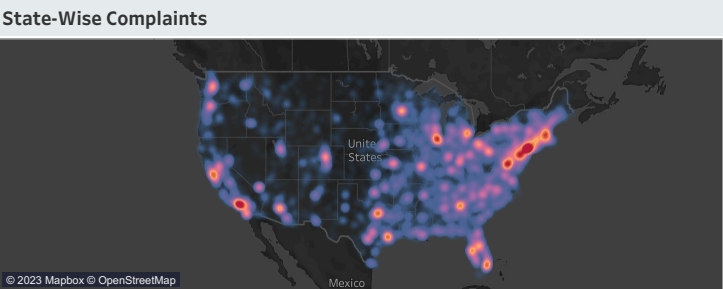 State-Wise Complaints
Unite
States
Mexico
© 2023 Mapbox © OpenStreetMap